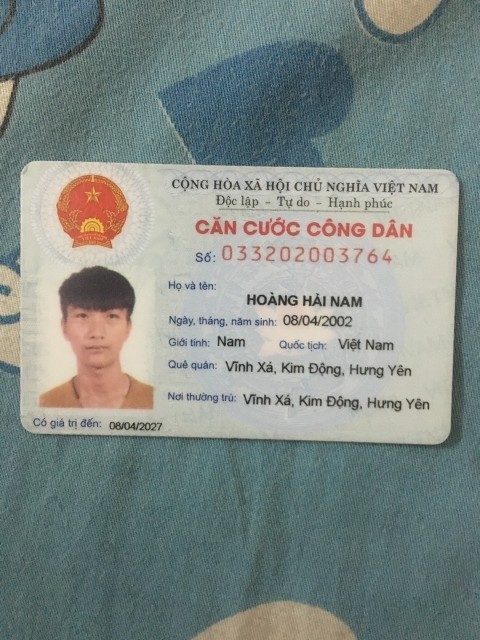 CỘNG HÒA XÃ HỘI CHỦ NGHĨA VIỆT NAM
Độc lập - Tự do - Hạnh phúc
CĂN CƯỚC CÔNG DÂN
Số: 033202003764
Họ và tên:
HOÀNG HẢI NAM
Ngày, tháng, năm sinh: 08/04/2002
Giới tính: Nam Quốc tịch: Việt Nam
Quê quán: Vĩnh Xá, Kim Động, Hưng Yên
Nơi thường trú: Vĩnh Xá, Kim Động, Hưng Yên
Có giá trị đến: 08/04/2027